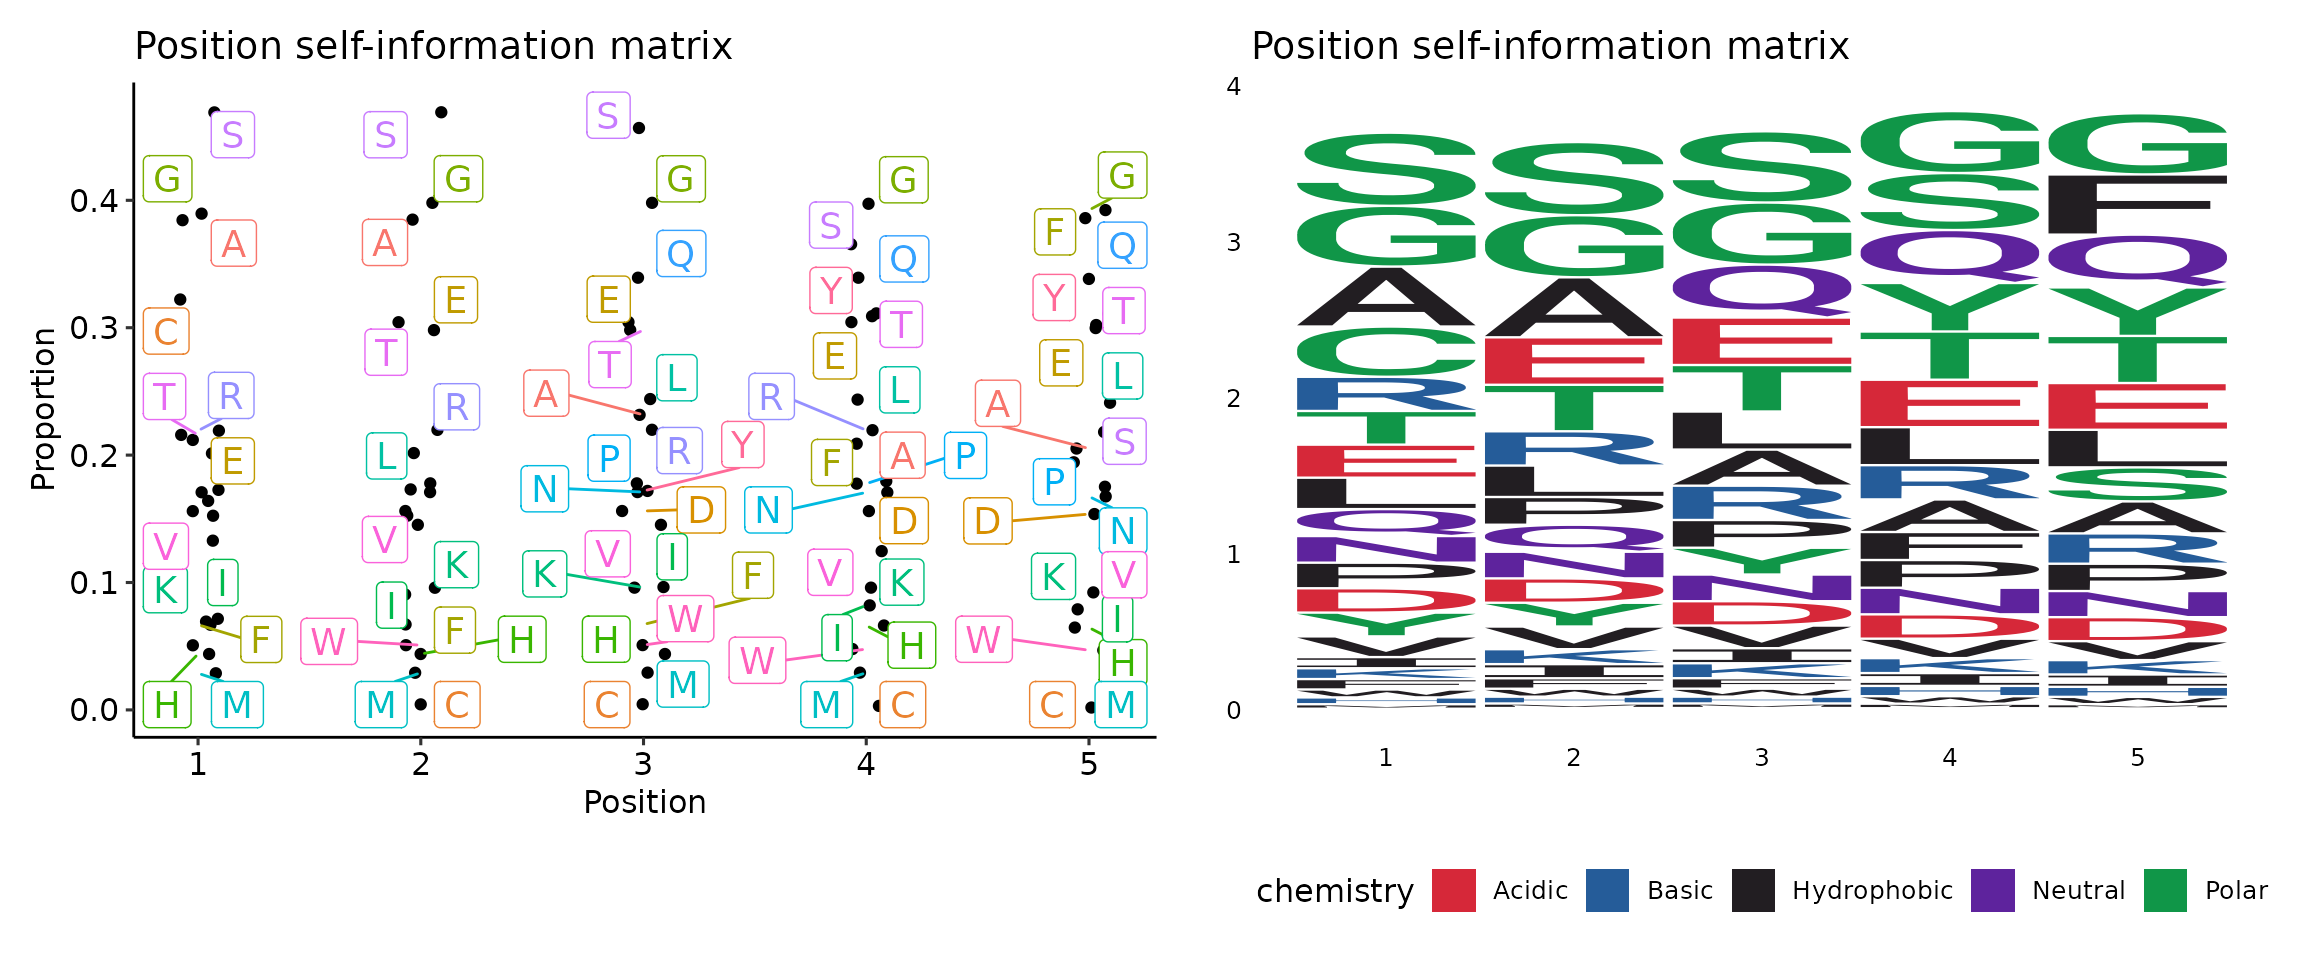 Position self-information matrix
Proportion
0.4
0.3
0.2
0.1
0.0
S
G
A
C
T
R
E
V
K
I
F
H
M
S
G
A
E
T
R
L
V
K
I
F
W
H
M
C
S
G
Q
E
T
L
A
R
Y
P
N
D
V
I
K
F
W
H
M
C
G
S
Q
Y
T
E
L
R
A
P
F
N
D
V
K
I
H
W
M
C
G
F
Q
Y
T
E
L
A
S
P
D
N
K
V
I
W
H
C
M
1 2 3 4 5
Position
Position self-information matrix
4
3
2
1
0
S
G
A
C
R
T
E
L
Q
N
P
D
Y
V
I
K
F
S
G
A
E
T
R
L
P
Q
N
D
Y
V
K
I
F
S
G
Q
E
T
L
A
R
P
Y
N
D
V
I
K
F
G
S
Q
Y
T
E
L
R
A
F
P
N
D
V
K
I
H
G
F
Q
Y
T
E
L
S
A
R
P
N
D
V
K
I
H
1 2 3 4 5
chemistry Acidic Basic Hydrophobic Neutral Polar